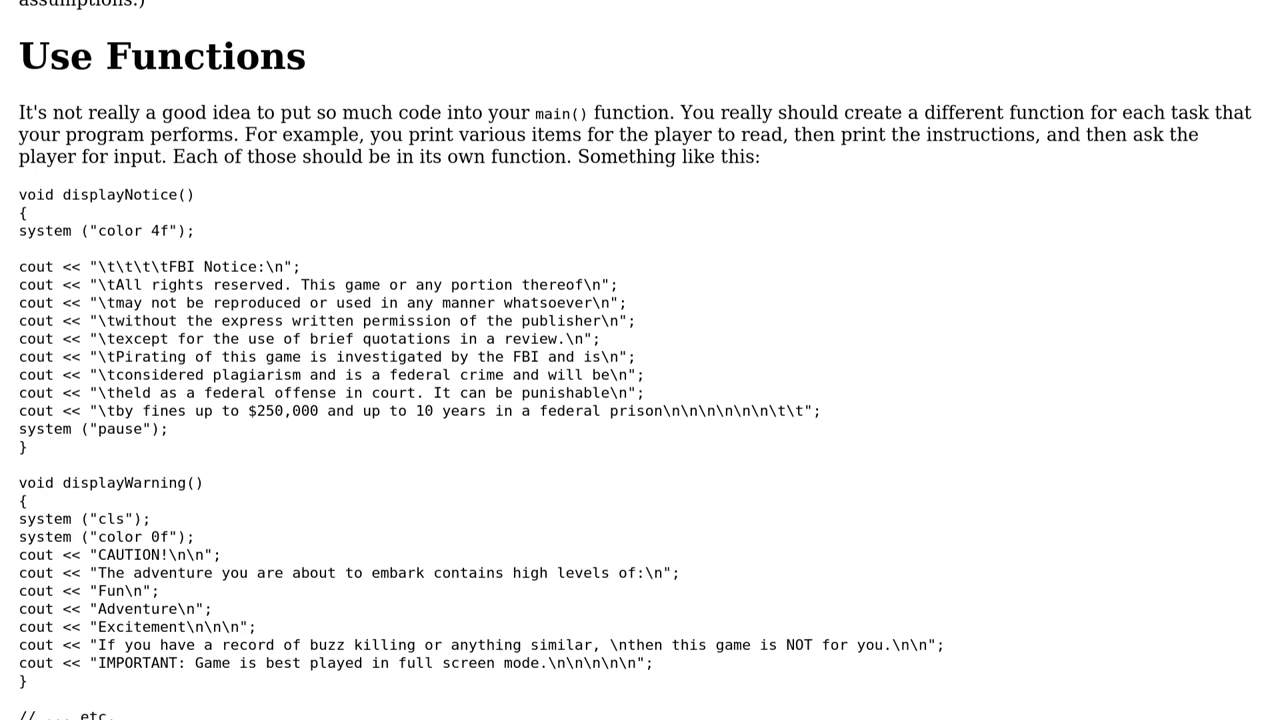 assumptions.)
Use Functions
It's not really a good idea to put so much code into your main() function. You really should create a different function for each task that
your program performs. For example, you print various items for the player to read, then print the instructions, and then ask the
player for input. Each of those should be in its own function. Something like this:
void displayNotice()
{
system ("color 4f");
cout << "\t\t\t\tFBI Notice:\n";
cout << "\tAll rights reserved. This game or any portion thereof\n";
cout << "\tmay not be reproduced or used in any manner whatsoever\n";
cout << "\twithout the express written permission of the publisher\n";
cout << "\texcept for the use of brief quotations in a review.\n";
cout << "\tPirating of this game is investigated by the FBI and is\n";
cout << "\tconsidered plagiarism and is a federal crime and will be\n";
cout << "\theld as a federal offense in court. It can be punishable\n";
cout << "\tby fines up to $250,000 and up to 10 years in a federal prison\n\n\n\n\n\n\t\t";
system ("pause");
}
void displayWarning()
{
system ("cls");
system ("color 0f");
cout << "CAUTION!\n\n";
cout << "The adventure you are about to embark contains high levels of:\n";
cout << "Fun\n";
cout << "Adventure\n";
cout << "Excitement\n\n\n";
cout << "If you have a record of buzz killing or anything similar, \nthen this game is NOT for you.\n\n";
cout << "IMPORTANT: Game is best played in full screen mode.\n\n\n\n\n";
}
// ... etc.